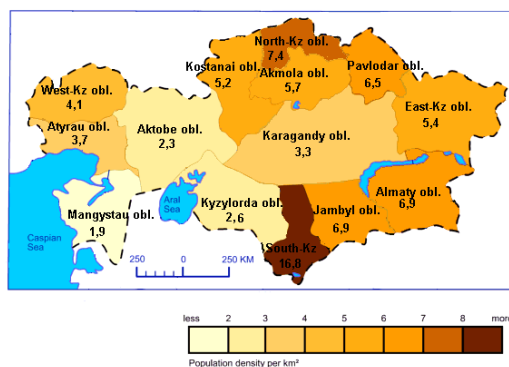 North-Kz obl.
7,4
Kostanai obl.
5,2
Akmola obl.
5,7
Pavlodar obl.
6,5
West-Kz obl.
4,1
East-Kz obl.
5,4
Atyrau obl.
3,7
Aktobe obl.
2,3
Karagandy obl.
3,3
Almaty obl.
6,9
Aral
Sea
Kyzylorda obl.
2,6
Jambyl obl.
6,9
Mangystau obl.
1,9
Caspian
Sea
South-Kz
16,8
250 0 250 KM
less 2 3 4 5 6 7 8 more
Population density per km²